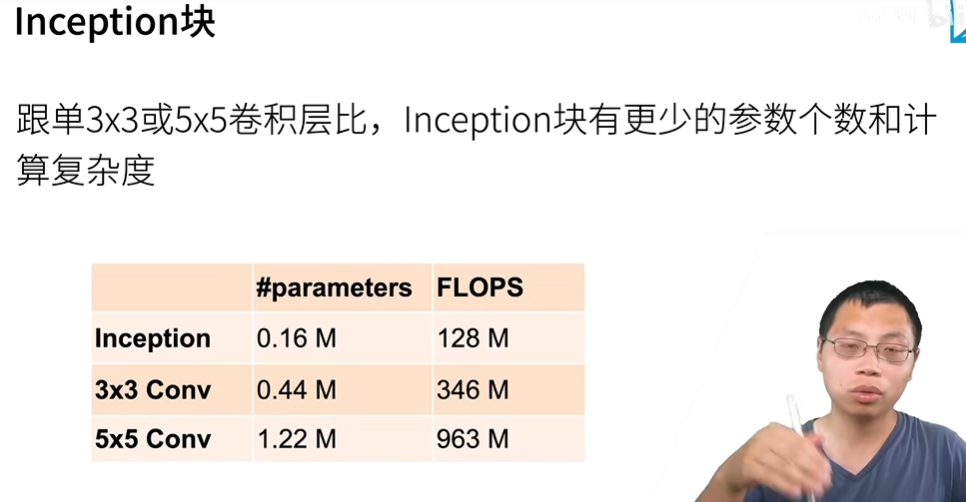 Inception块
跟单3x3或5x5卷积层比，Inception块有更少的参数个数和计
算复杂度
#parameters FLOPS
Inception 0.16 M 128 M
3x3 Conv 0.44 M 346 M
5x5 Conv 1.22 M 963 M